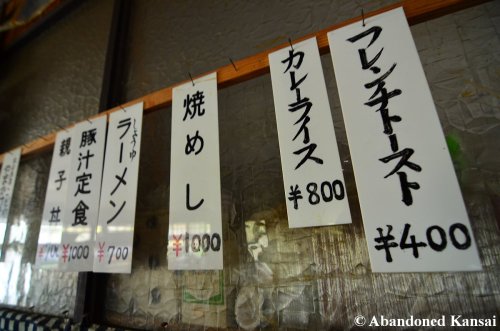 フレンチトースト
¥400
カレーライス
¥800
焼めし
¥1000
しょうゆ
ラーメン
¥700
豚汁定食
¥1000
親子丼
© Abandoned Kansai